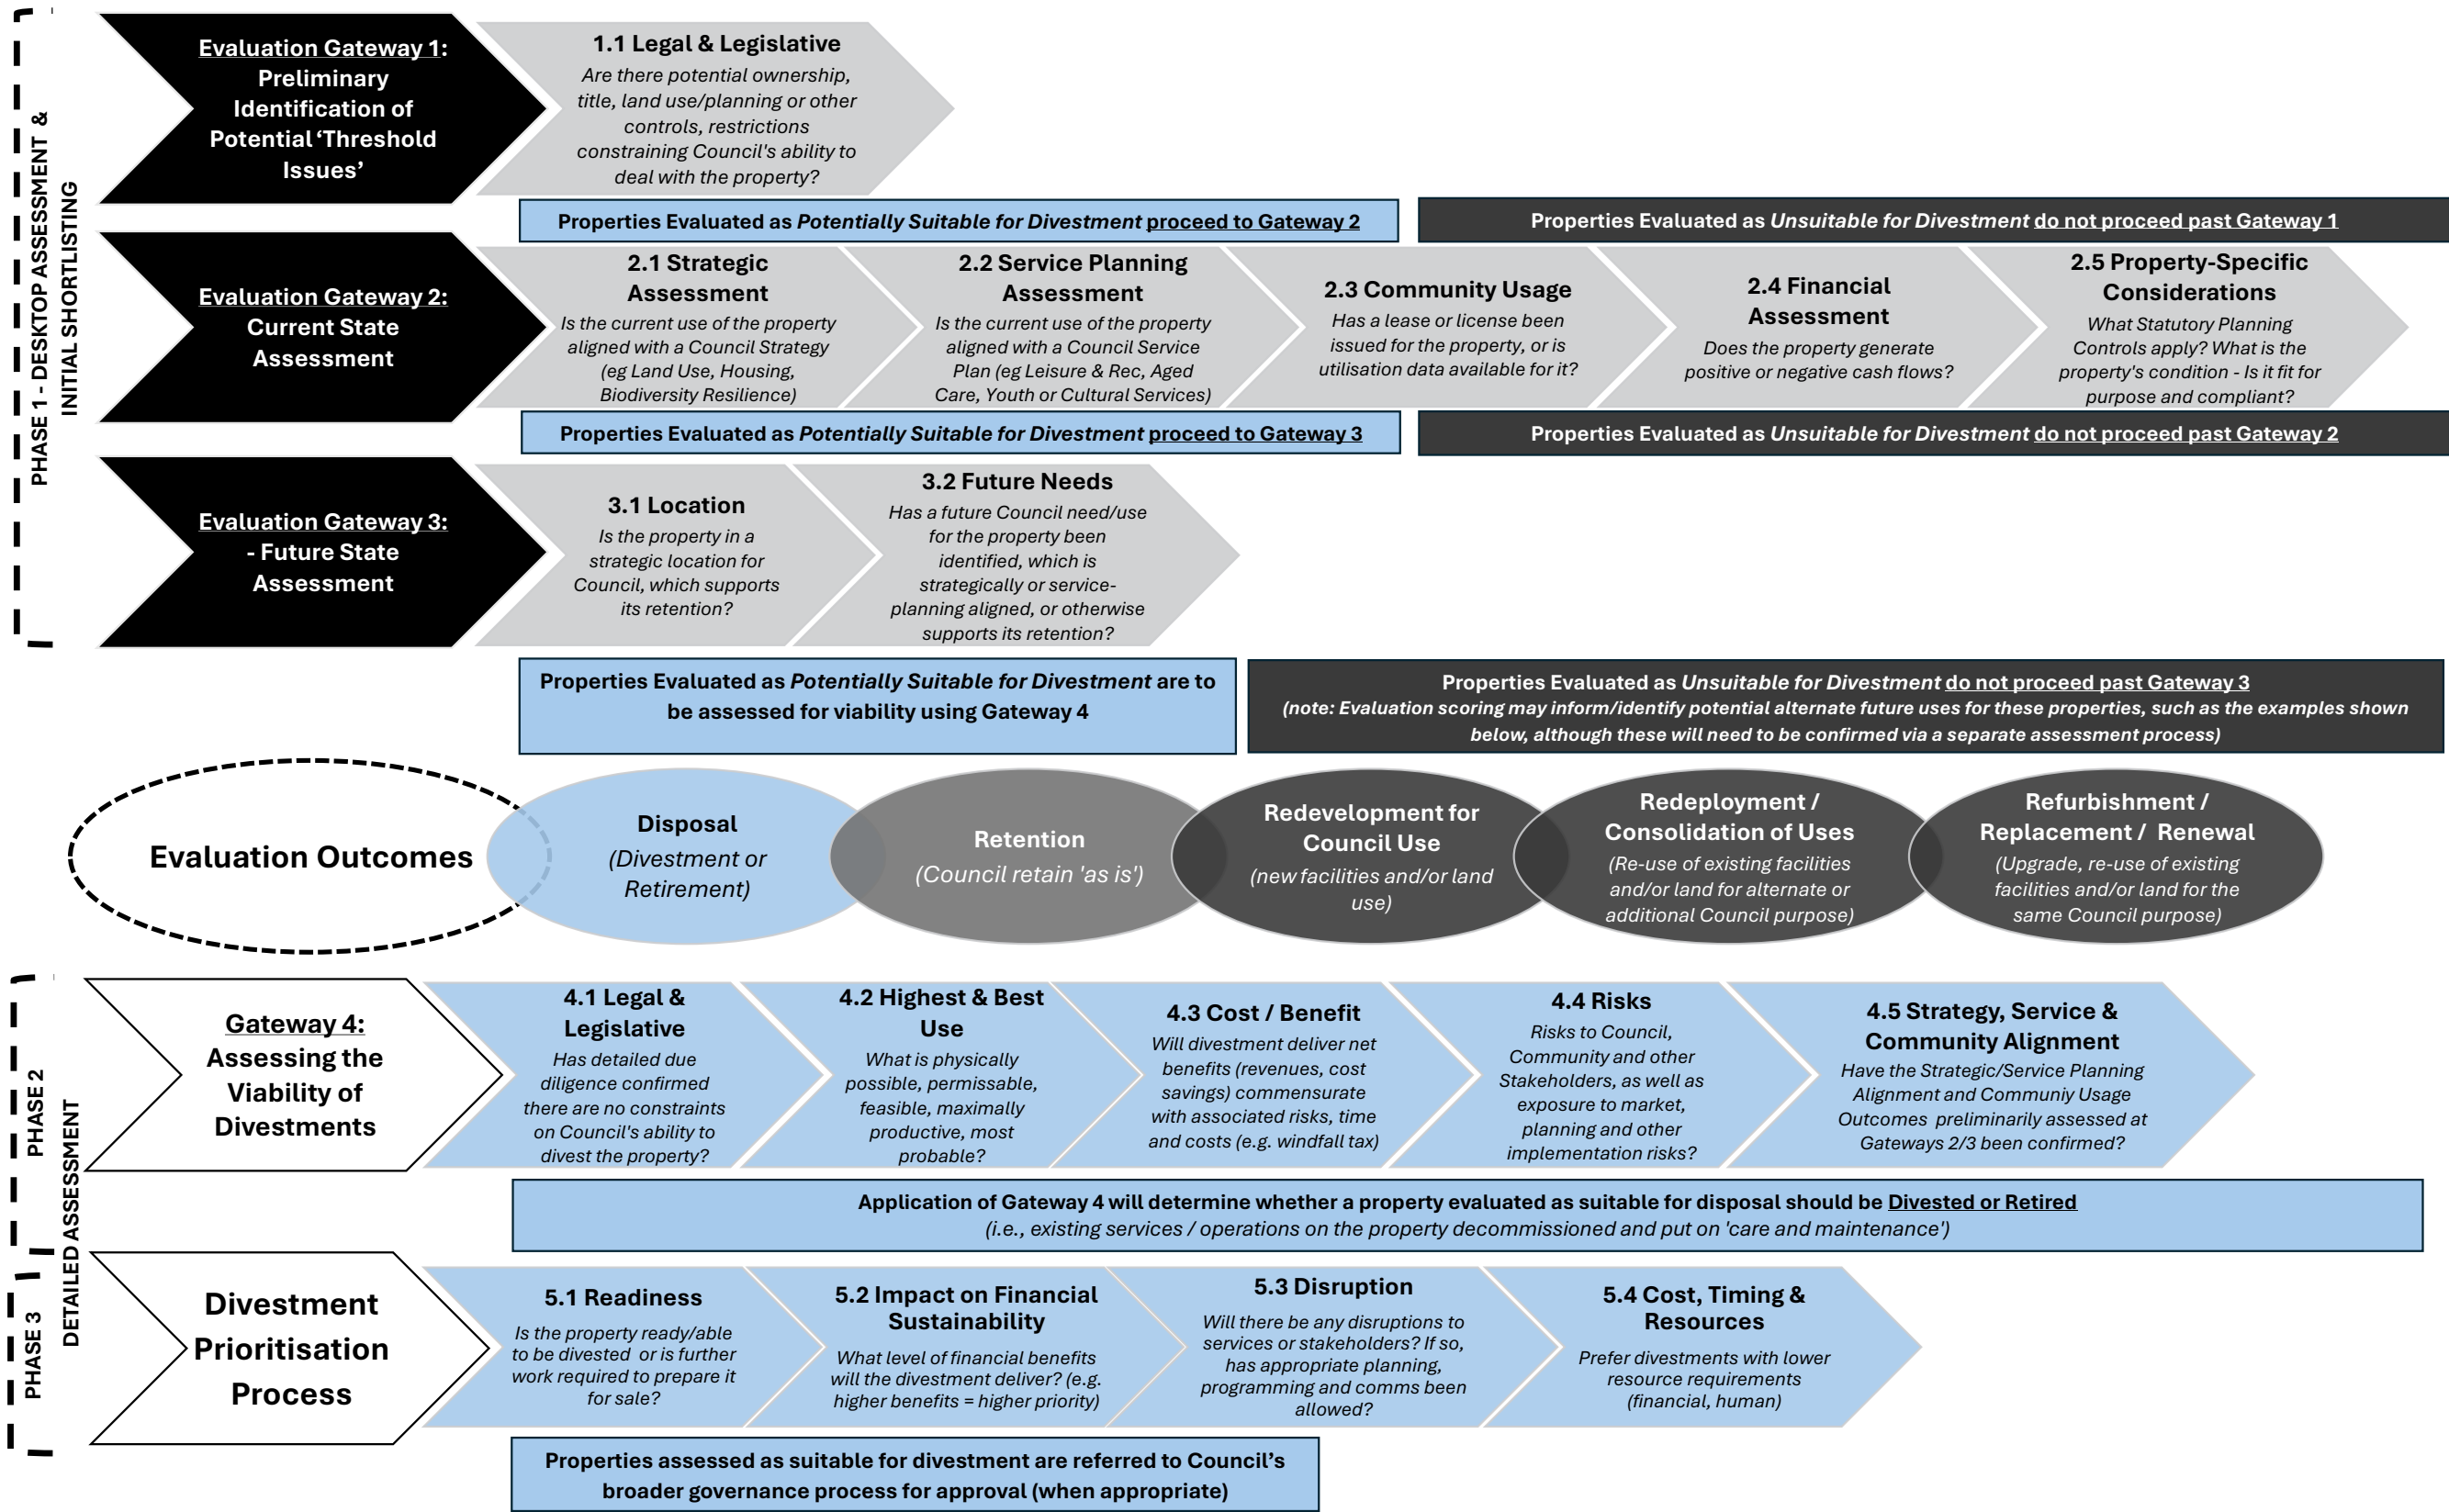 PHASE 1 - DESKTOP ASSESSMENT &
INITIAL SHORTLISTING
Evaluation Gateway 1:
Preliminary
Identification of
Potential ‘Threshold
Issues’
1.1 Legal & Legislative
Are there potential ownership,
title, land use/planning or other
controls, restrictions
constraining Council's ability to
deal with the property?
Properties Evaluated as Potentially Suitable for Divestment proceed to Gateway 2
Properties Evaluated as Unsuitable for Divestment do not proceed past Gateway 1
Evaluation Gateway 2:
Current State
Assessment
2.1 Strategic
Assessment
Is the current use of the property
aligned with a Council Strategy
(eg Land Use, Housing,
Biodiversity Resilience)
2.2 Service Planning
Assessment
Is the current use of the property
aligned with a Council Service
Plan (eg Leisure & Rec, Aged
Care, Youth or Cultural Services)
2.3 Community Usage
Has a lease or license been
issued for the property, or is
utilisation data available for it?
2.4 Financial
Assessment
Does the property generate
positive or negative cash flows?
2.5 Property-Specific
Considerations
What Statutory Planning
Controls apply? What is the
property's condition - Is it fit for
purpose and compliant?
Properties Evaluated as Potentially Suitable for Divestment proceed to Gateway 3
Properties Evaluated as Unsuitable for Divestment do not proceed past Gateway 2
Evaluation Gateway 3:
- Future State
Assessment
3.1 Location
Is the property in a
strategic location for
Council, which supports
its retention?
3.2 Future Needs
Has a future Council need/use
for the property been
identified, which is
strategically or service-
planning aligned, or otherwise
supports its retention?
Properties Evaluated as Potentially Suitable for Divestment are to
be assessed for viability using Gateway 4
Properties Evaluated as Unsuitable for Divestment do not proceed past Gateway 3
(note: Evaluation scoring may inform/identify potential alternate future uses for these properties, such as the examples shown
below, although these will need to be confirmed via a separate assessment process)
Evaluation Outcomes
Disposal
(Divestment or
Retirement)
Retention
(Council retain 'as is')
Redevelopment for
Council Use
(new facilities and/or land
use)
Redeployment /
Consolidation of Uses
(Re-use of existing facilities
and/or land for alternate or
additional Council purpose)
Refurbishment /
Replacement / Renewal
(Upgrade, re-use of existing
facilities and/or land for the
same Council purpose)
PHASE 2
DETAILED ASSESSMENT
Gateway 4:
Assessing the
Viability of
Divestments
4.1 Legal &
Legislative
Has detailed due
diligence confirmed
there are no constraints
on Council's ability to
divest the property?
4.2 Highest & Best
Use
What is physically
possible, permissable,
feasible, maximally
productive, most
probable?
4.3 Cost / Benefit
Will divestment deliver net
benefits (revenues, cost
savings) commensurate
with associated risks, time
and costs (e.g. windfall tax)
4.4 Risks
Risks to Council,
Community and other
Stakeholders, as well as
exposure to market,
planning and other
implementation risks?
4.5 Strategy, Service &
Community Alignment
Have the Strategic/Service Planning
Alignment and Communiy Usage
Outcomes preliminarily assessed at
Gateways 2/3 been confirmed?
Application of Gateway 4 will determine whether a property evaluated as suitable for disposal should be Divested or Retired
(i.e., existing services / operations on the property decommissioned and put on 'care and maintenance')
PHASE 3
Divestment
Prioritisation
Process
5.1 Readiness
Is the property ready/able
to be divested or is further
work required to prepare it
for sale?
5.2 Impact on Financial
Sustainability
What level of financial benefits
will the divestment deliver? (e.g.
higher benefits = higher priority)
5.3 Disruption
Will there be any disruptions to
services or stakeholders? If so,
has appropriate planning,
programming and comms been
allowed?
5.4 Cost, Timing &
Resources
Prefer divestments with lower
resource requirements
(financial, human)
Properties assessed as suitable for divestment are referred to Council’s
broader governance process for approval (when appropriate)